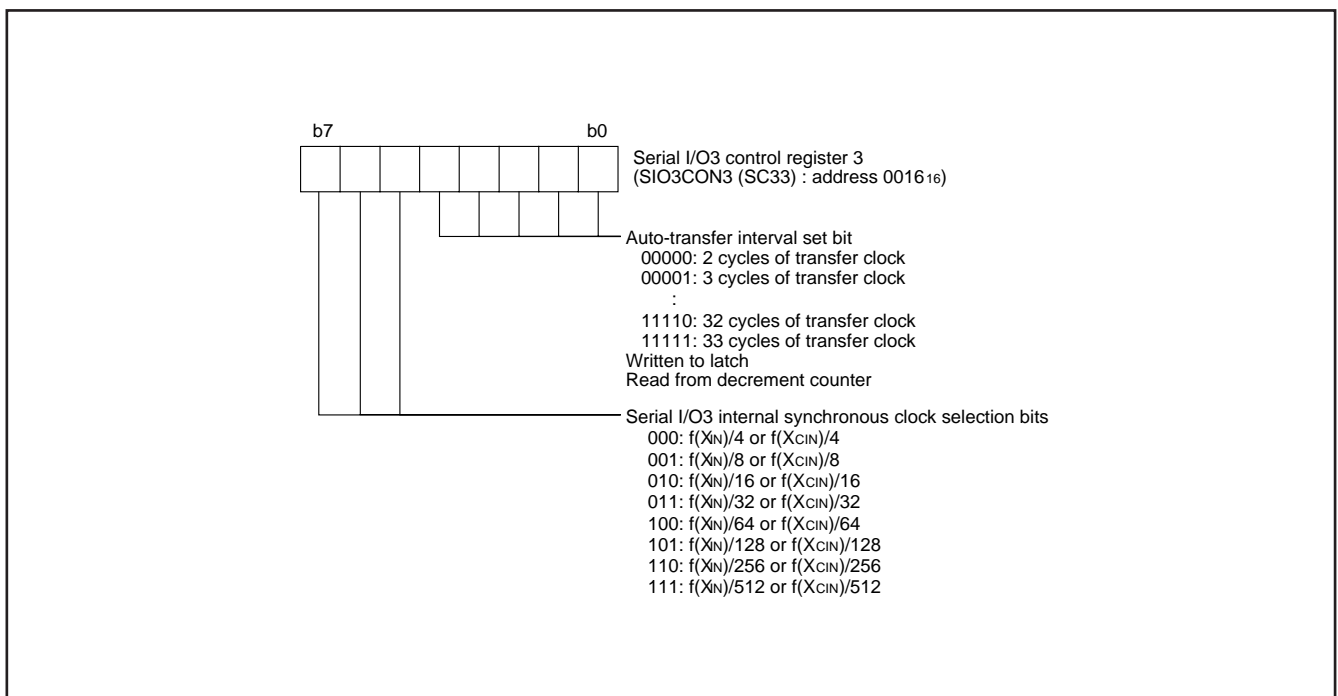 b7 b0
Serial I/O3 control register 3
(SIO3CON3 (SC33) : address 001616)
Auto-transfer interval set bit
00000: 2 cycles of transfer clock
00001: 3 cycles of transfer clock
:
11110: 32 cycles of transfer clock
11111: 33 cycles of transfer clock
Written to latch
Read from decrement counter
Serial I/O3 internal synchronous clock selection bits
000: f(XIN)/4 or f(XCIN)/4
001: f(XIN)/8 or f(XCIN)/8
010: f(XIN)/16 or f(XCIN)/16
011: f(XIN)/32 or f(XCIN)/32
100: f(XIN)/64 or f(XCIN)/64
101: f(XIN)/128 or f(XCIN)/128
110: f(XIN)/256 or f(XCIN)/256
111: f(XIN)/512 or f(XCIN)/512